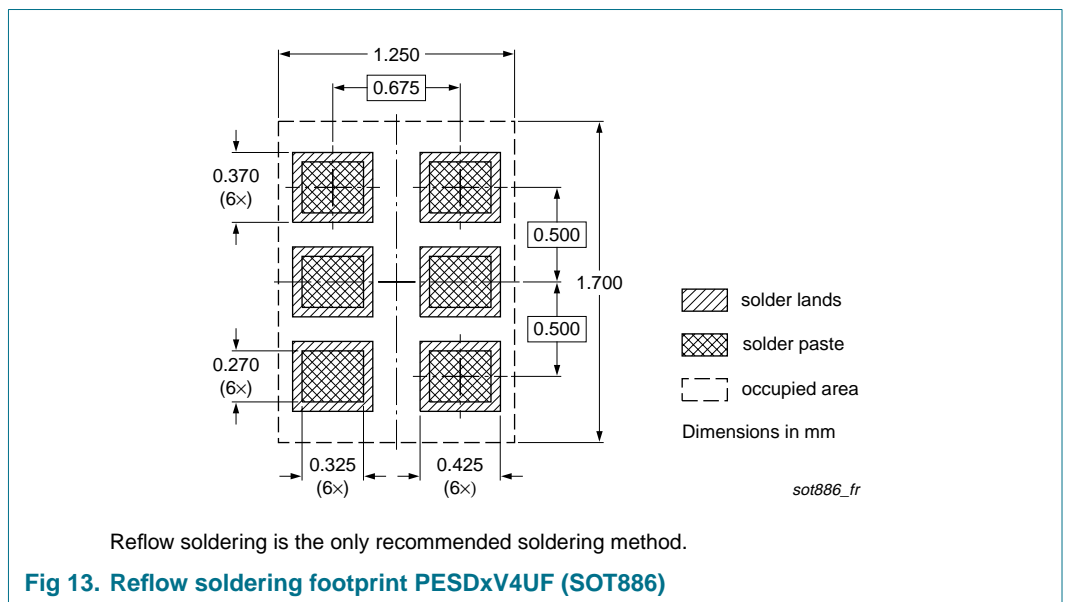 1.250
0.675
0.370
(6×)
0.500
1.700
0.500
0.270
(6×)
0.325
(6×)
0.425
(6×)
solder lands
solder paste
occupied area
Dimensions in mm
sot886_fr
Reflow soldering is the only recommended soldering method.
Fig 13. Reflow soldering footprint PESDxV4UF (SOT886)